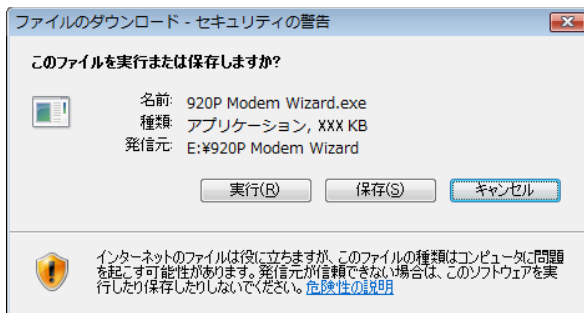 ファイルのダウンロード - セキュリティの警告
このファイルを実行または保存しますか?
名前: 920P Modem Wizard.exe
種類: アプリケーション, XXX KB
発信元: E:¥920P Modem Wizard
実行(R) 保存(S) キャンセル
インターネットのファイルは役に立ちますが、このファイルの種類はコンピュータに問題
を起こす可能性があります。発信元が信頼できない場合は、このソフトウェアを実
行したり保存したりしないでください。危険性の説明